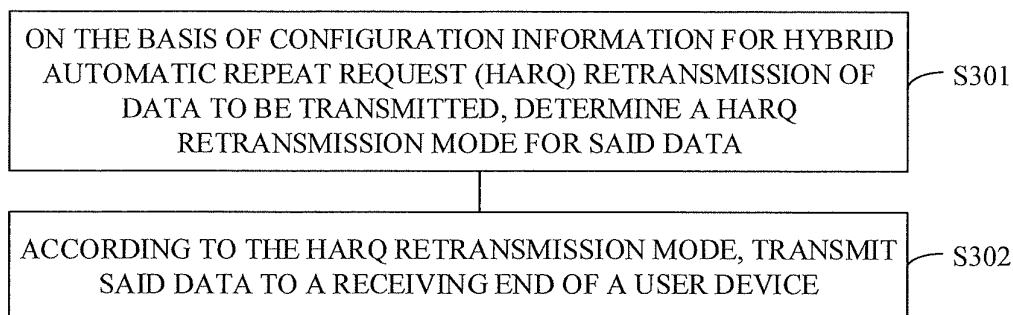 ON THE BASIS OF CONFIGURATION INFORMATION FOR HYBRID
AUTOMATIC REPEAT REQUEST (HARQ) RETRANSMISSION OF
DATA TO BE TRANSMITTED, DETERMINE A HARQ
RETRANSMISSION MODE FOR SAID DATA
S301
ACCORDING TO THE HARQ RETRANSMISSION MODE, TRANSMIT
SAID DATA TO A RECEIVING END OF A USER DEVICE
S302